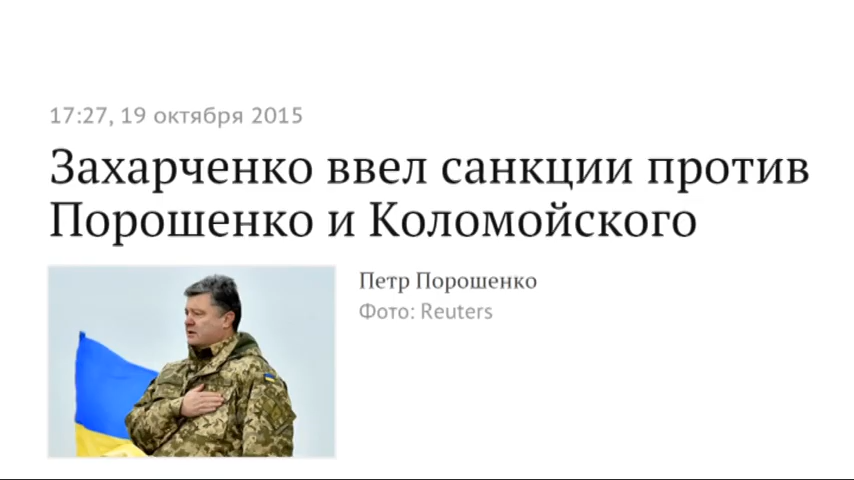 17:27, 19 октября 2015
Захарченко ввел санкции против
Порошенко и Коломойского
Петр Порошенко
Фото: Reuters